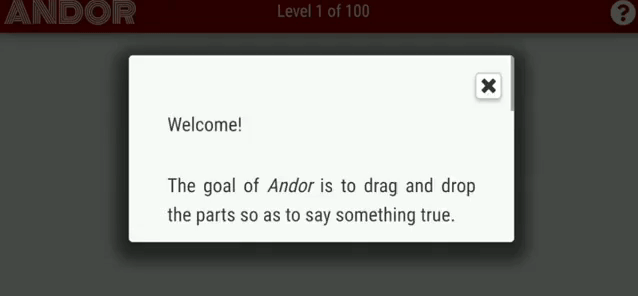 ANDOR
Level 1 of 100
?
Welcome!
The goal of Andor is to drag and drop
the parts so as to say something true.